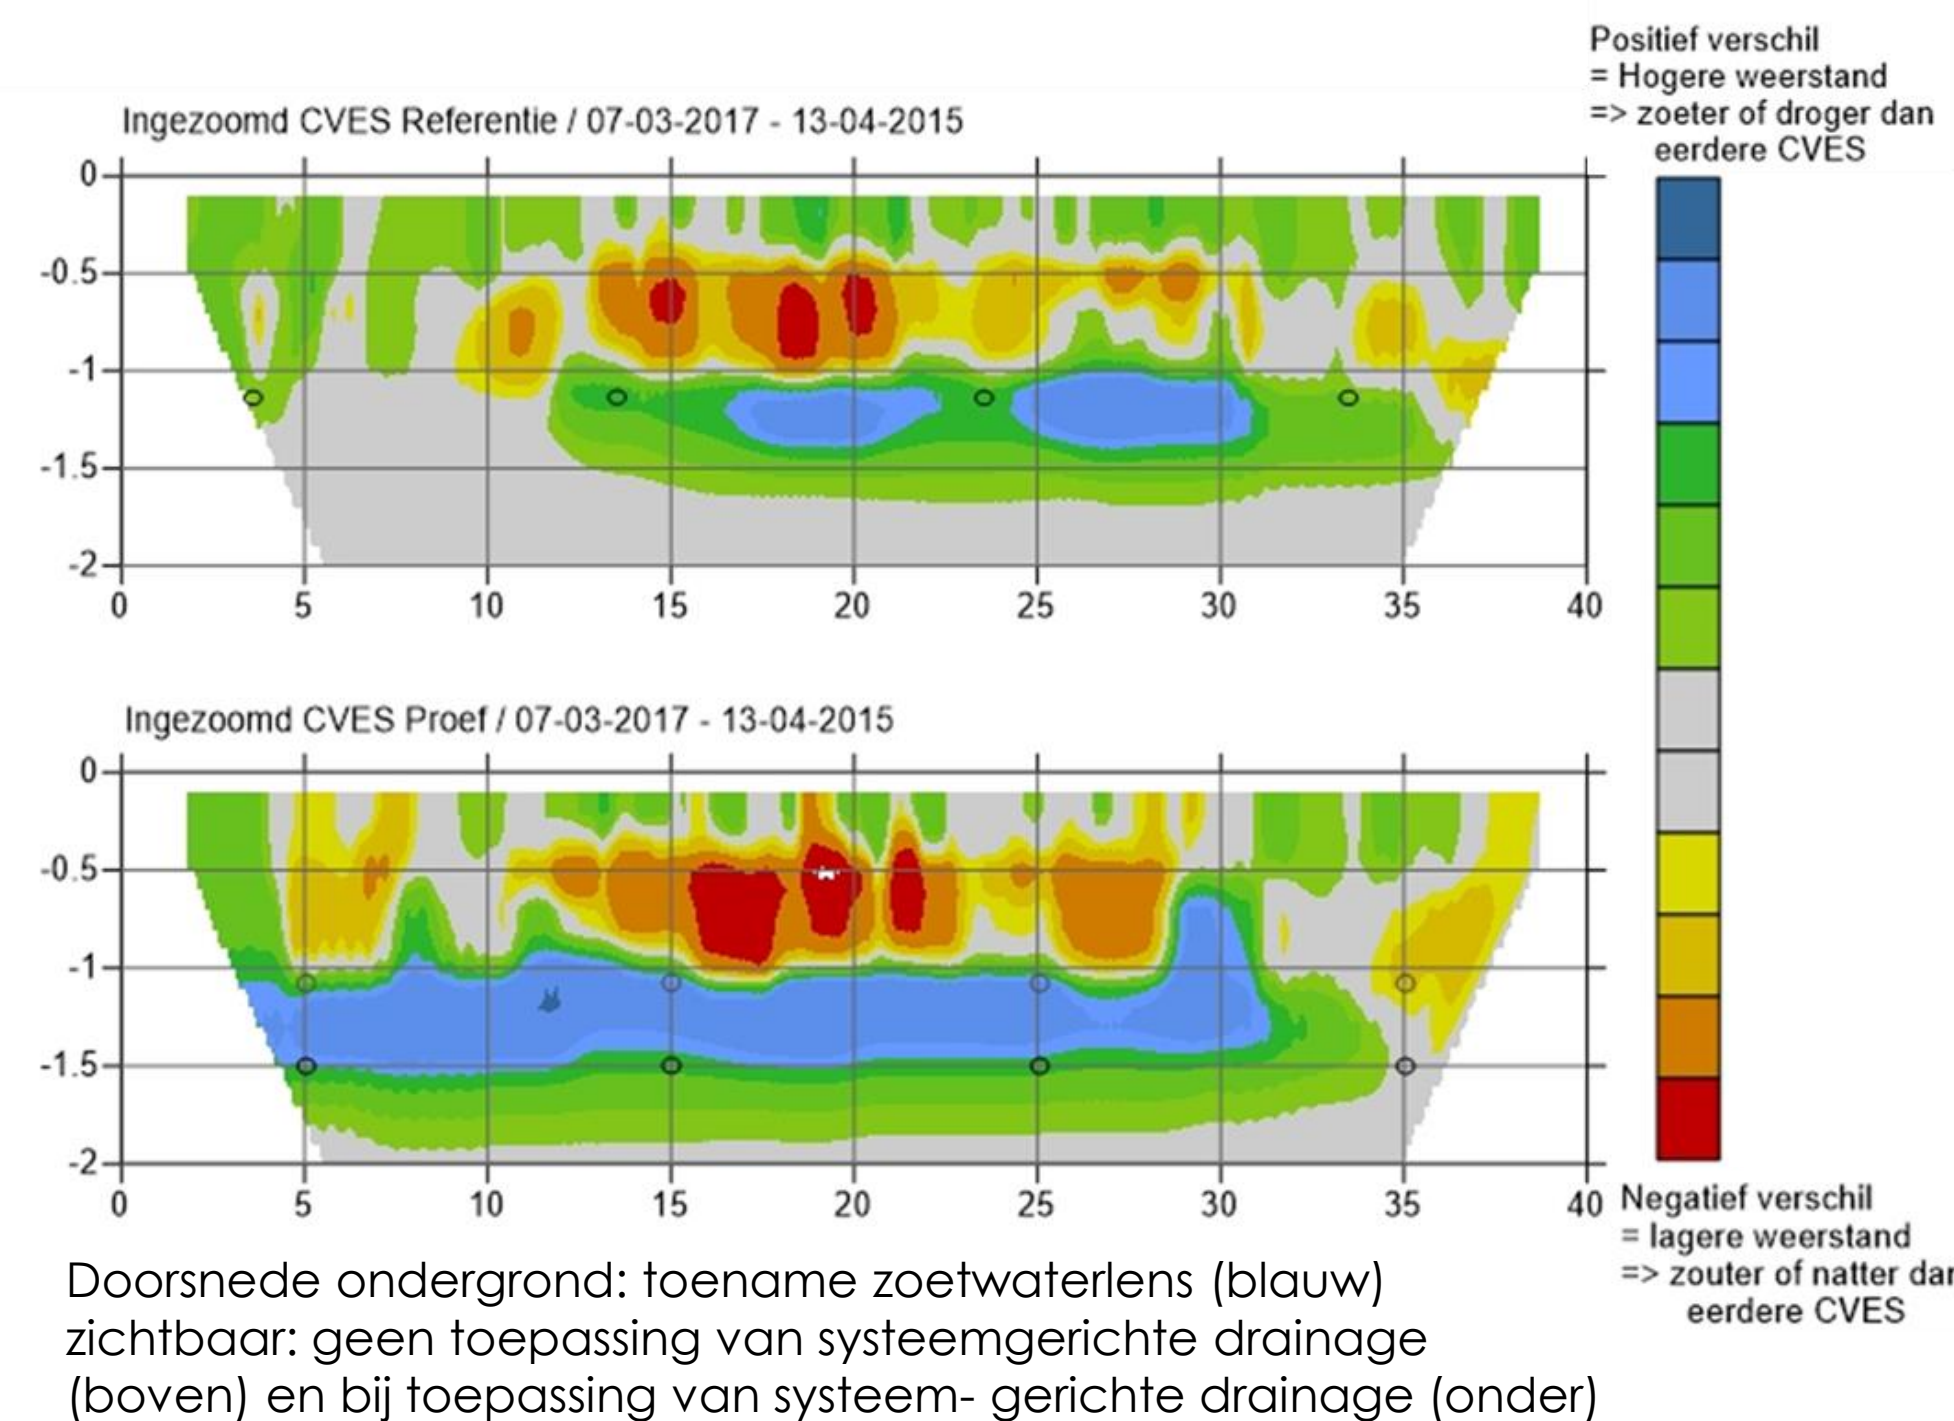 Positief verschil
= Hogere weerstand
=> zoeter of droger dan
eerdere CVES
Ingezoomd CVES Referentie / 07-03-2017 - 13-04-2015
0
-0.5
-1
-1.5
-2
0 5 10 15 20 25 30 35 40
Ingezoomd CVES Proef / 07-03-2017 - 13-04-2015
0
-0.5
-1
-1.5
-2
0 5 10 15 20 25 30 35 40
Negatief verschil
= lagere weerstand
=> zouter of natter dan
eerdere CVES
Doorsnede ondergrond: toename zoetwaterlens (blauw)
zichtbaar: geen toepassing van systeemgerichte drainage
(boven) en bij toepassing van systeem- gerichte drainage (onder)